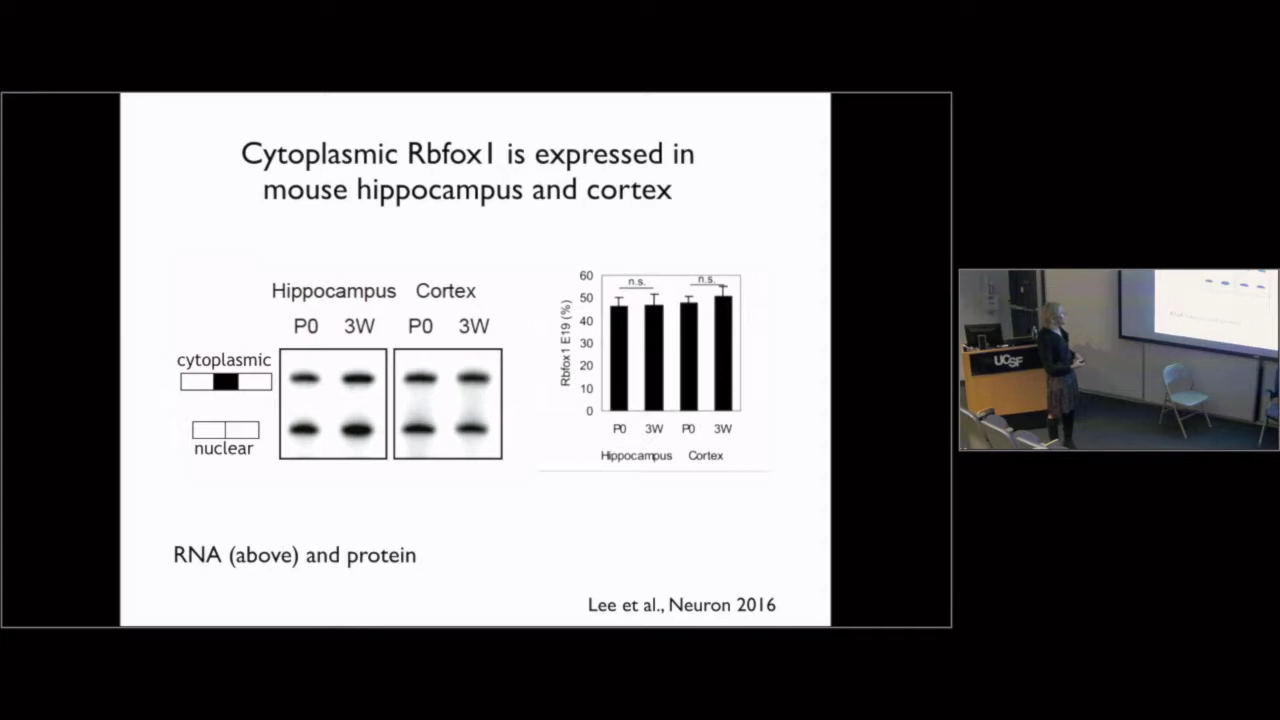 Cytoplasmic Rbfox1 is expressed in
mouse hippocampus and cortex
Hippocampus Cortex
P0 3W P0 3W
cytoplasmic
nuclear
60
50
40
30
20
10
0
Rbfox1 E19 (%)
n.s. n.s.
P0 3W P0 3W
Hippocampus Cortex
RNA (above) and protein
Lee et al., Neuron 2016
UCSF